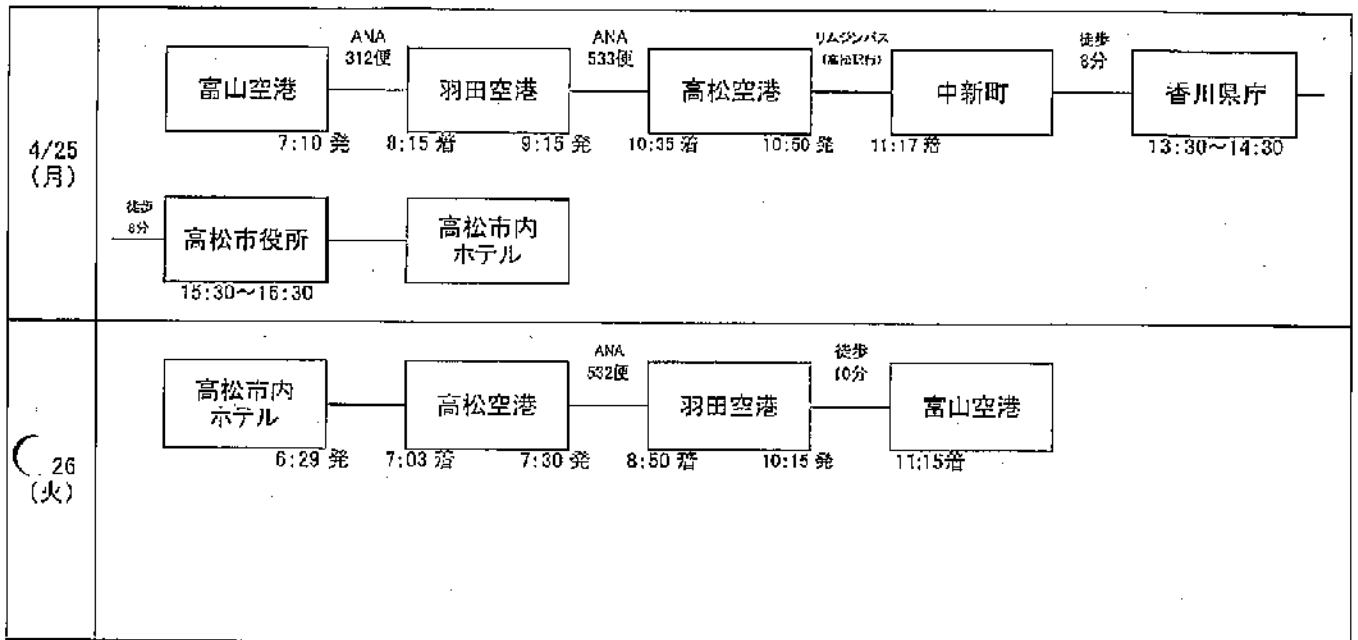 4/25
(月)
ANA
312便
ANA
533便
リムジンバス
(高松駅行)
徒歩
8分
富山空港
羽田空港
高松空港
中新町
香川県庁
7:10 発
8:15 着
9:15 発
10:35 着
10:50 発
11:17 着
13:30～14:30
徒歩
8分
高松市役所
高松市内
ホテル
15:30～16:30
26
(火)
ANA
532便
徒歩
10分
高松市内
ホテル
高松空港
羽田空港
富山空港
6:29 発
7:03 着
7:30 発
8:50 着
10:15 発
11:15着